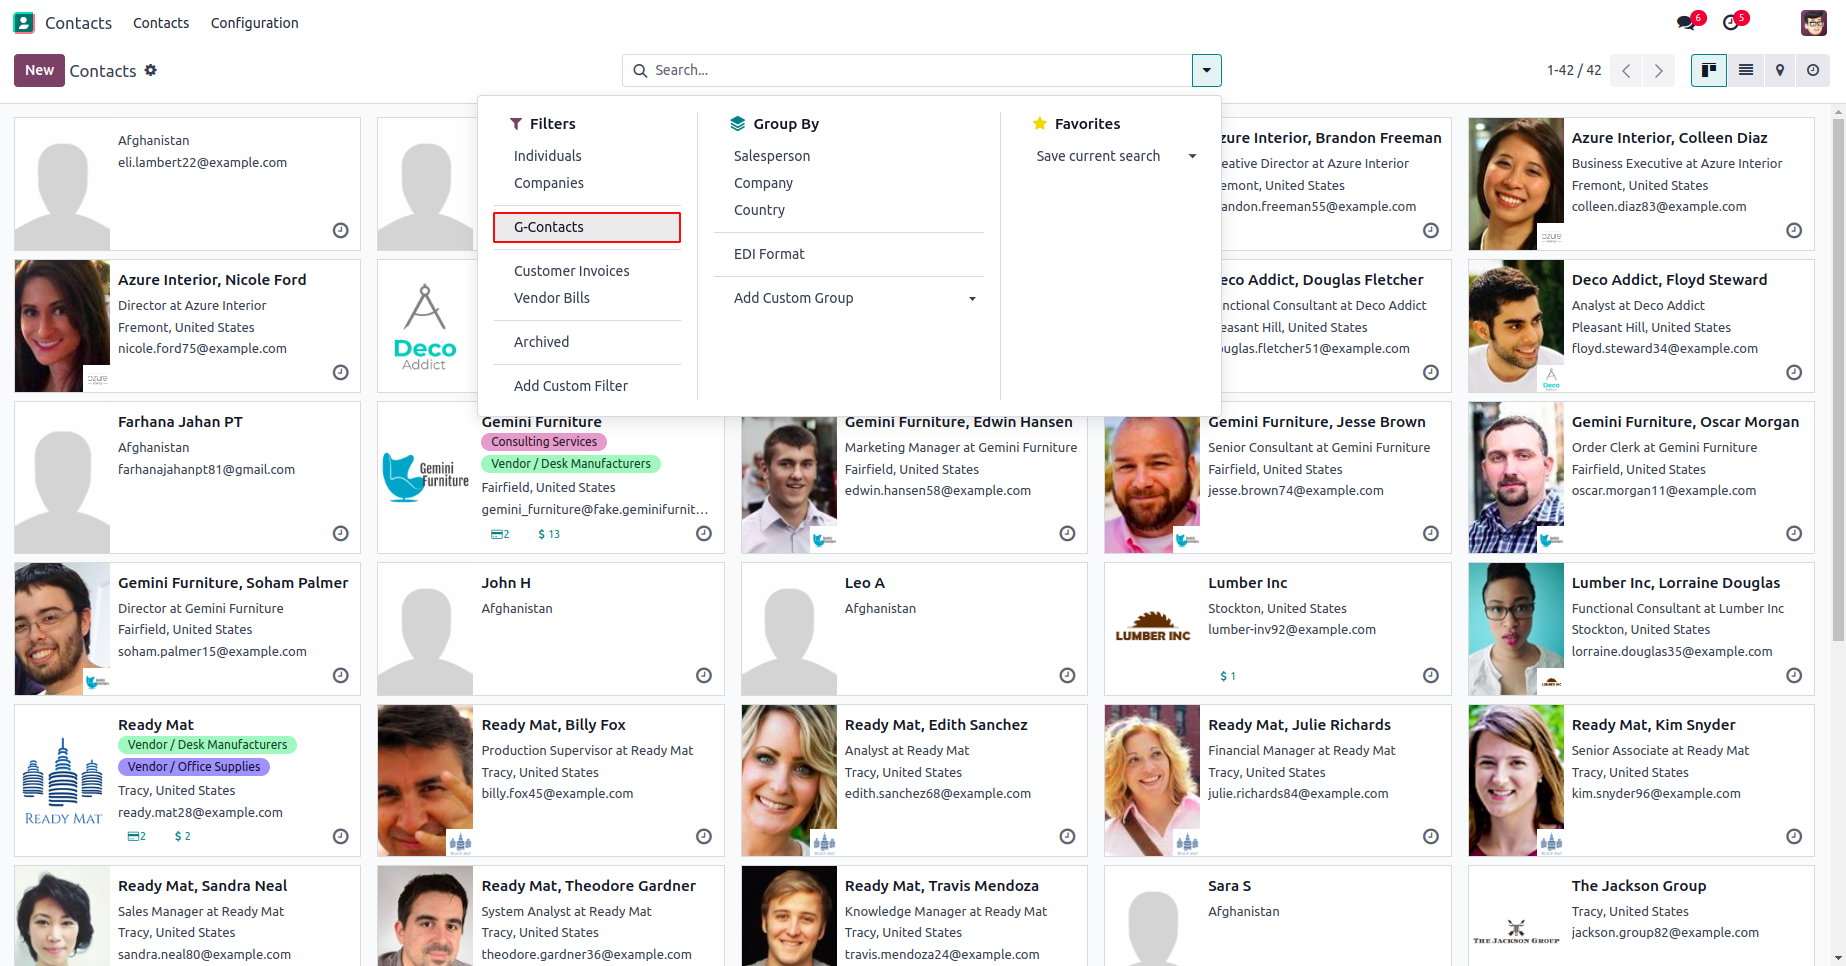 Contacts Contacts Configuration 6 5
New Contacts Search... 1-42 / 42
Filters
Individuals
Companies
G-Contacts
Customer Invoices
Vendor Bills
Archived
Add Custom Filter
Group By
Salesperson
Company
Country
EDI Format
Add Custom Group
Favorites
Save current search
Afghanistan
eli.lambert22@example.com
zure Interior, Brandon Freeman
eative Director at Azure Interior
emont, United States
andon.freeman55@example.com
Azure Interior, Colleen Diaz
Business Executive at Azure Interior
Fremont, United States
colleen.diaz83@example.com
azure
Azure Interior, Nicole Ford
Director at Azure Interior
Fremont, United States
nicole.ford75@example.com
azure
Deco
Addict
eco Addict, Douglas Fletcher
nctional Consultant at Deco Addict
easant Hill, United States
uglas.fletcher51@example.com
Deco Addict, Floyd Steward
Analyst at Deco Addict
Pleasant Hill, United States
floyd.steward34@example.com
Deco
Farhana Jahan PT
Afghanistan
farhanajahanpt81@gmail.com
Gemini
Furniture
Gemini Furniture
Consulting Services
Vendor / Desk Manufacturers
Fairfield, United States
gemini_furniture@fake.geminifurnit...
2 $ 13
Gemini Furniture, Edwin Hansen
Marketing Manager at Gemini Furniture
Fairfield, United States
edwin.hansen58@example.com
Gemini Furniture, Jesse Brown
Senior Consultant at Gemini Furniture
Fairfield, United States
jesse.brown74@example.com
Gemini Furniture, Oscar Morgan
Order Clerk at Gemini Furniture
Fairfield, United States
oscar.morgan11@example.com
Gemini Furniture, Soham Palmer
Director at Gemini Furniture
Fairfield, United States
soham.palmer15@example.com
John H
Afghanistan
Leo A
Afghanistan
LUMBER INC
Lumber Inc
Stockton, United States
lumber-inv92@example.com
$ 1
Lumber Inc, Lorraine Douglas
Functional Consultant at Lumber Inc
Stockton, United States
lorraine.douglas35@example.com
LUMBER INC
READY MAT
Ready Mat
Vendor / Desk Manufacturers
Vendor / Office Supplies
Tracy, United States
ready.mat28@example.com
2 $ 2
Ready Mat, Billy Fox
Production Supervisor at Ready Mat
Tracy, United States
billy.fox45@example.com
READY MAT
Ready Mat, Edith Sanchez
Analyst at Ready Mat
Tracy, United States
edith.sanchez68@example.com
READY MAT
Ready Mat, Julie Richards
Financial Manager at Ready Mat
Tracy, United States
julie.richards84@example.com
READY MAT
Ready Mat, Kim Snyder
Senior Associate at Ready Mat
Tracy, United States
kim.snyder96@example.com
READY MAT
Ready Mat, Sandra Neal
Sales Manager at Ready Mat
Tracy, United States
sandra.neal80@example.com
Ready Mat, Theodore Gardner
System Analyst at Ready Mat
Tracy, United States
theodore.gardner36@example.com
Ready Mat, Travis Mendoza
Knowledge Manager at Ready Mat
Tracy, United States
travis.mendoza24@example.com
Sara S
Afghanistan
THE JACKSON GROUP
The Jackson Group
Tracy, United States
jackson.group82@example.com